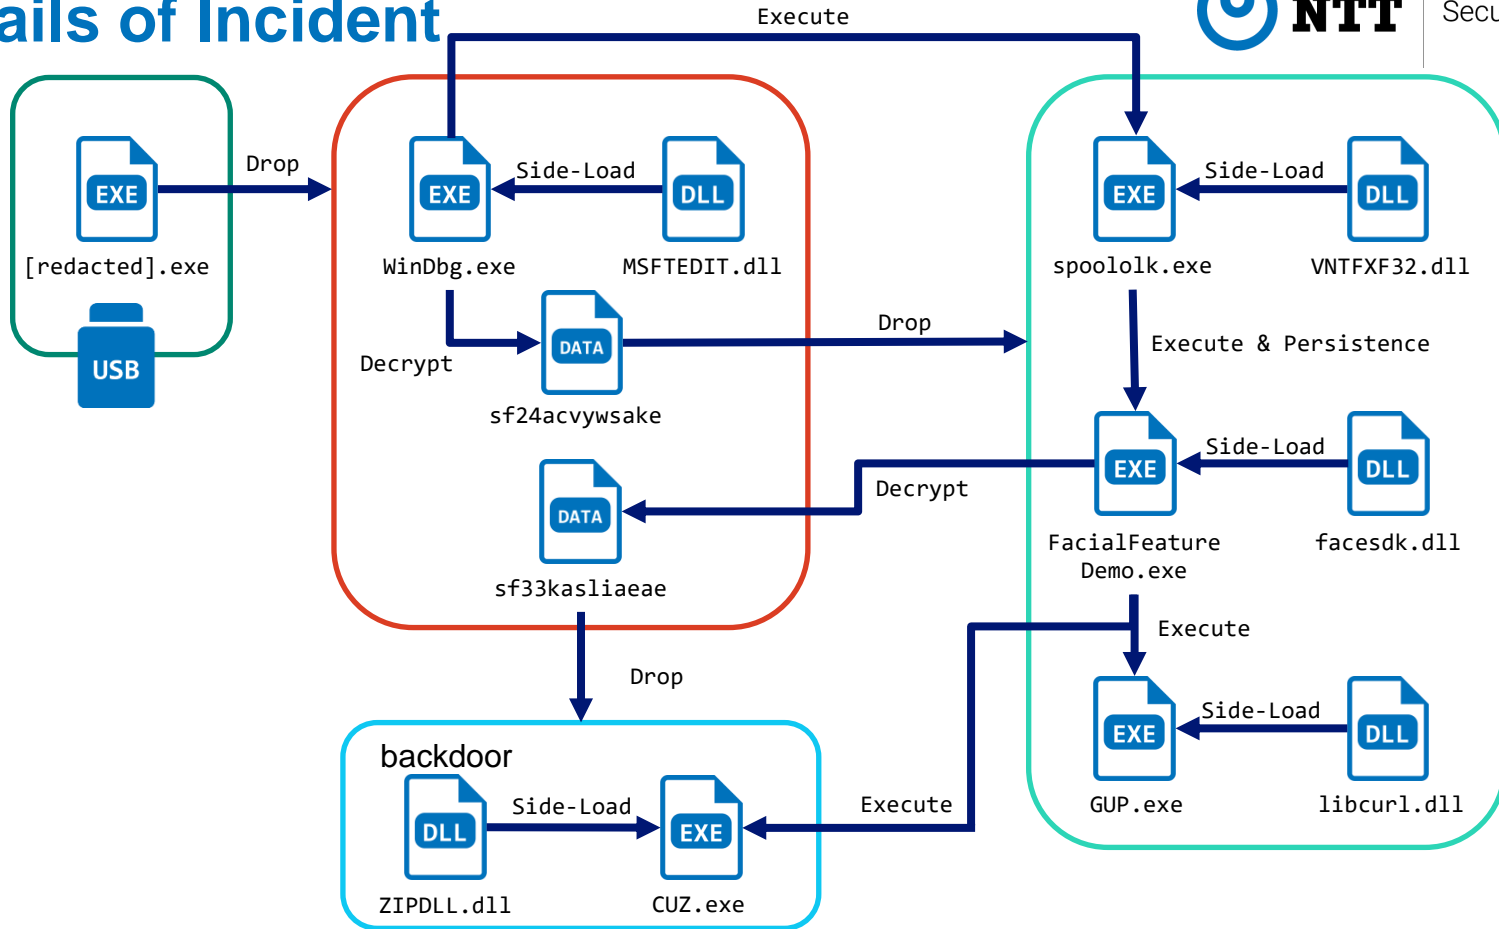 ails of Incident
Execute
NTT
Secu
EXE
[redacted].exe
USB
Drop
EXE
WinDbg.exe
Side-Load
DLL
MSFTEDIT.dll
Decrypt
DATA
sf24acvywsake
Drop
DATA
sf33kasliaeae
Decrypt
Drop
EXE
spoololk.exe
Side-Load
DLL
VNTFXF32.dll
Execute & Persistence
EXE
FacialFeature
Demo.exe
Side-Load
DLL
facesdk.dll
Execute
EXE
GUP.exe
Side-Load
DLL
libcurl.dll
backdoor
DLL
ZIPDLL.dll
Side-Load
EXE
CUZ.exe
Execute